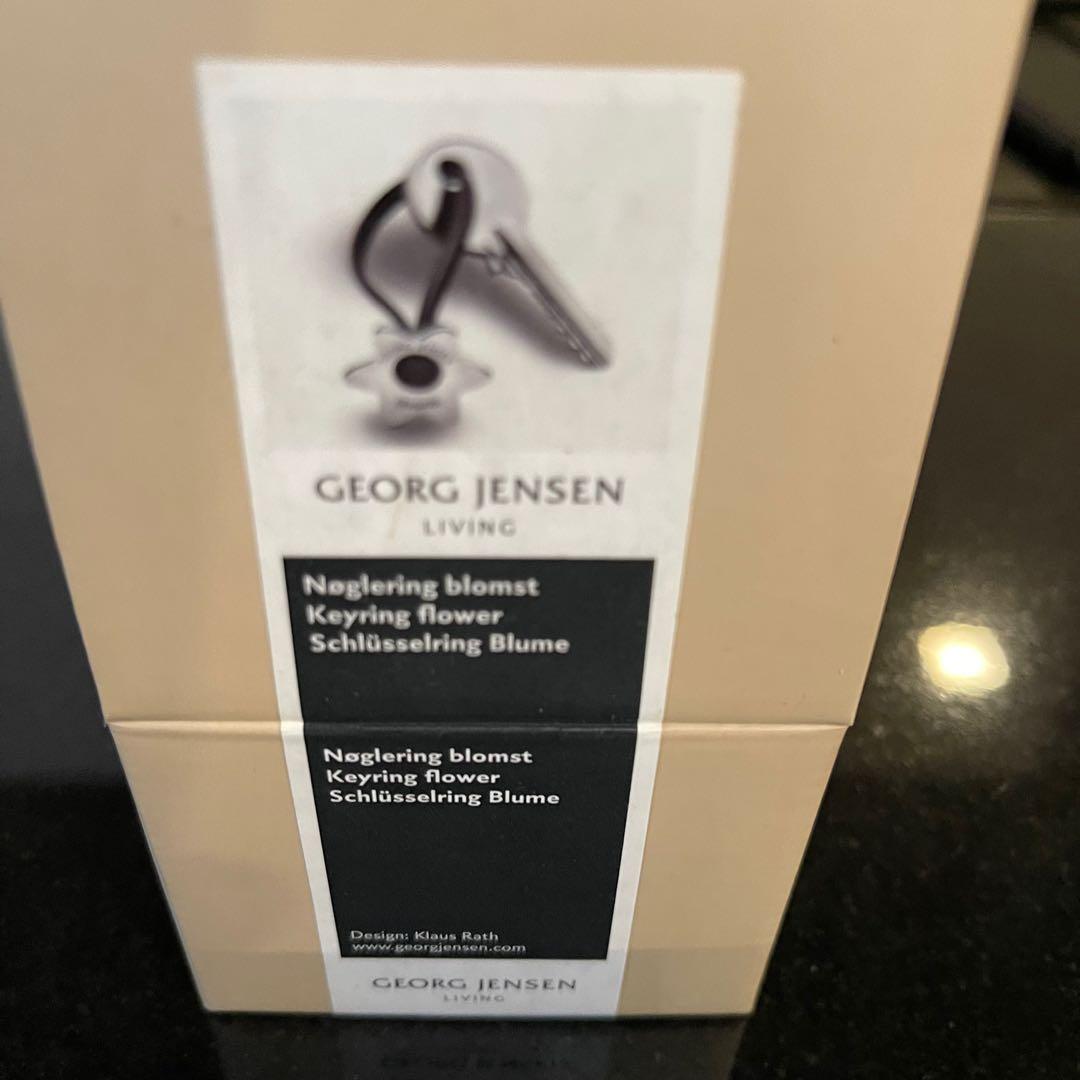 GEORG JENSEN
LIVING
Nøglering blomst
Keyring flower
Schlüsselring Blume
Nøglering blomst
Keyring flower
Schlüsselring Blume
Design: Klaus Rath
www.georgjensen.com
GEORG JENSEN
LIVING